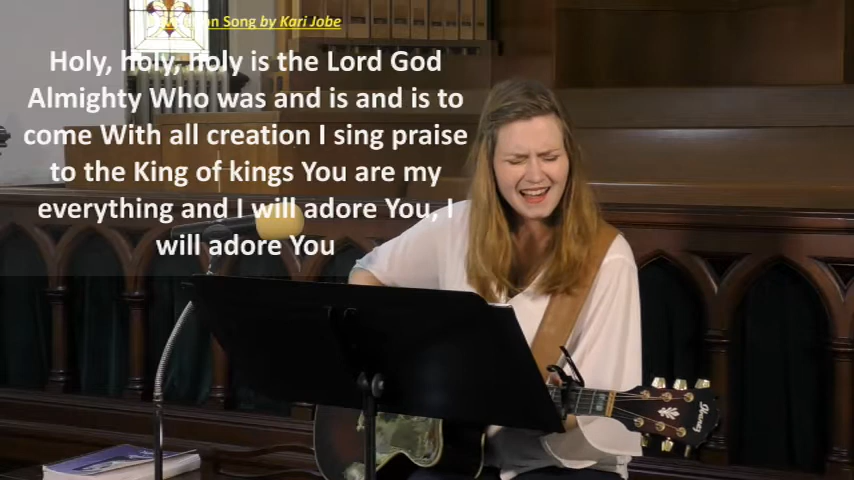 Song by Kari Jobe
Holy, holy, holy is the Lord God
Almighty Who was and is and is to
come With all creation I sing praise
to the King of kings You are my
everything and I will adore You, I
will adore You
Ibanez